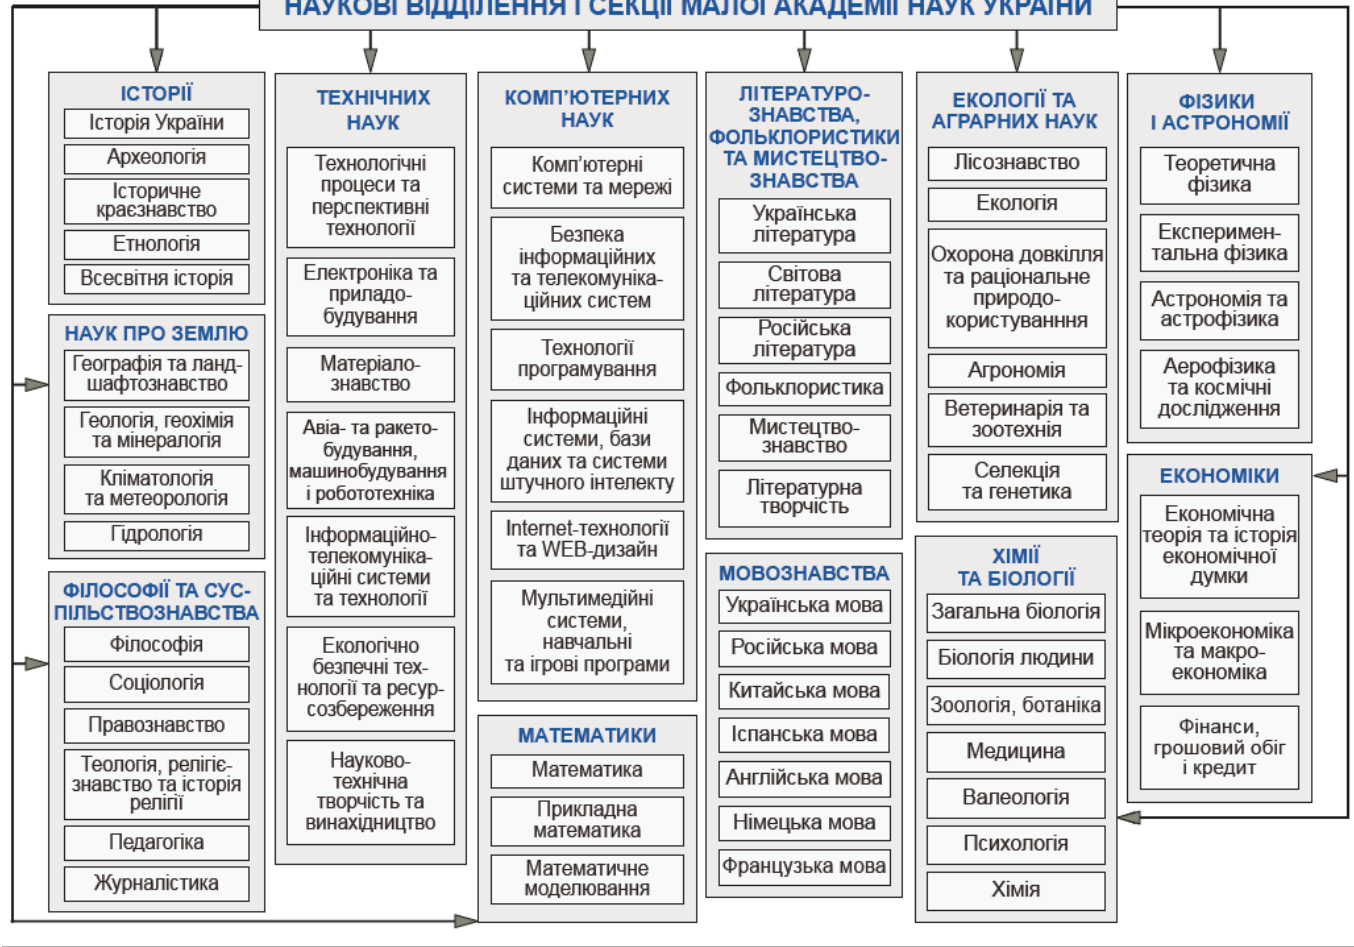 НАУКОВІ ВІДДІЛЕННЯ І СЕКЦІЇ МАЛОЇ АКАДЕМІЇ НАУК УКРАЇНИ
ІСТОРІЇ
Історія України
Археологія
Історичне
краєзнавство
Етнологія
Всесвітня історія
НАУК ПРО ЗЕМЛЮ
Географія та ланд-
шафтознавство
Геологія, геохімія
та мінералогія
Кліматологія
та метеорологія
Гідрологія
ФІЛОСОФІЇ ТА СУС-
ПІЛЬСТВОЗНАВСТВА
Філософія
Соціологія
Правознавство
Теологія, релігіє-
знавство та історія
релігії
Педагогіка
Журналістика
ТЕХНІЧНИХ
НАУК
Технологічні
процеси та
перспективні
технології
Електроніка та
приладо-
будування
Матеріало-
знавство
Авіа- та ракето-
будування,
машинобудування
і робототехніка
Інформаційно-
телекомуніка-
ційні системи
та технології
Екологічно
безпечні тех-
нології та ресур-
созбереження
Науково-
технічна
творчість та
винахідництво
КОМП’ЮТЕРНИХ
НАУК
Комп’ютерні
системи та мережі
Безпека
інформаційних
та телекомуніка-
ційних систем
Технології
програмування
Інформаційні
системи, бази
даних та системи
штучного інтелекту
Internet-технології
та WEB-дизайн
Мультимедійні
системи,
навчальні
та ігрові програми
МАТЕМАТИКИ
Математика
Прикладна
математика
Математичне
моделювання
ЛІТЕРАТУРО-
ЗНАВСТВА,
ФОЛЬКЛОРИСТИКИ
ТА МИСТЕЦТВО-
ЗНАВСТВА
Українська
література
Світова
література
Російська
література
Фольклористика
Мистецтво-
знавство
Літературна
творчість
МОВОЗНАВСТВА
Українська мова
Російська мова
Китайська мова
Іспанська мова
Англійська мова
Німецька мова
Французька мова
ЕКОЛОГІЇ ТА
АГРАРНИХ НАУК
Лісознавство
Екологія
Охорона довкілля
та раціональне
природо-
користуванння
Агрономія
Ветеринарія та
зоотехнія
Селекція
та генетика
ХІМІЇ
ТА БІОЛОГІЇ
Загальна біологія
Біологія людини
Зоологія, ботаніка
Медицина
Валеологія
Психологія
Хімія
ФІЗИКИ
І АСТРОНОМІЇ
Теоретична
фізика
Експеримен-
тальна фізика
Астрономія та
астрофізика
Аерофізика
та космічні
дослідження
ЕКОНОМІКИ
Економічна
теорія та історія
економічної
думки
Мікроекономіка
та макро-
економіка
Фінанси,
грошовий обіг
і кредит